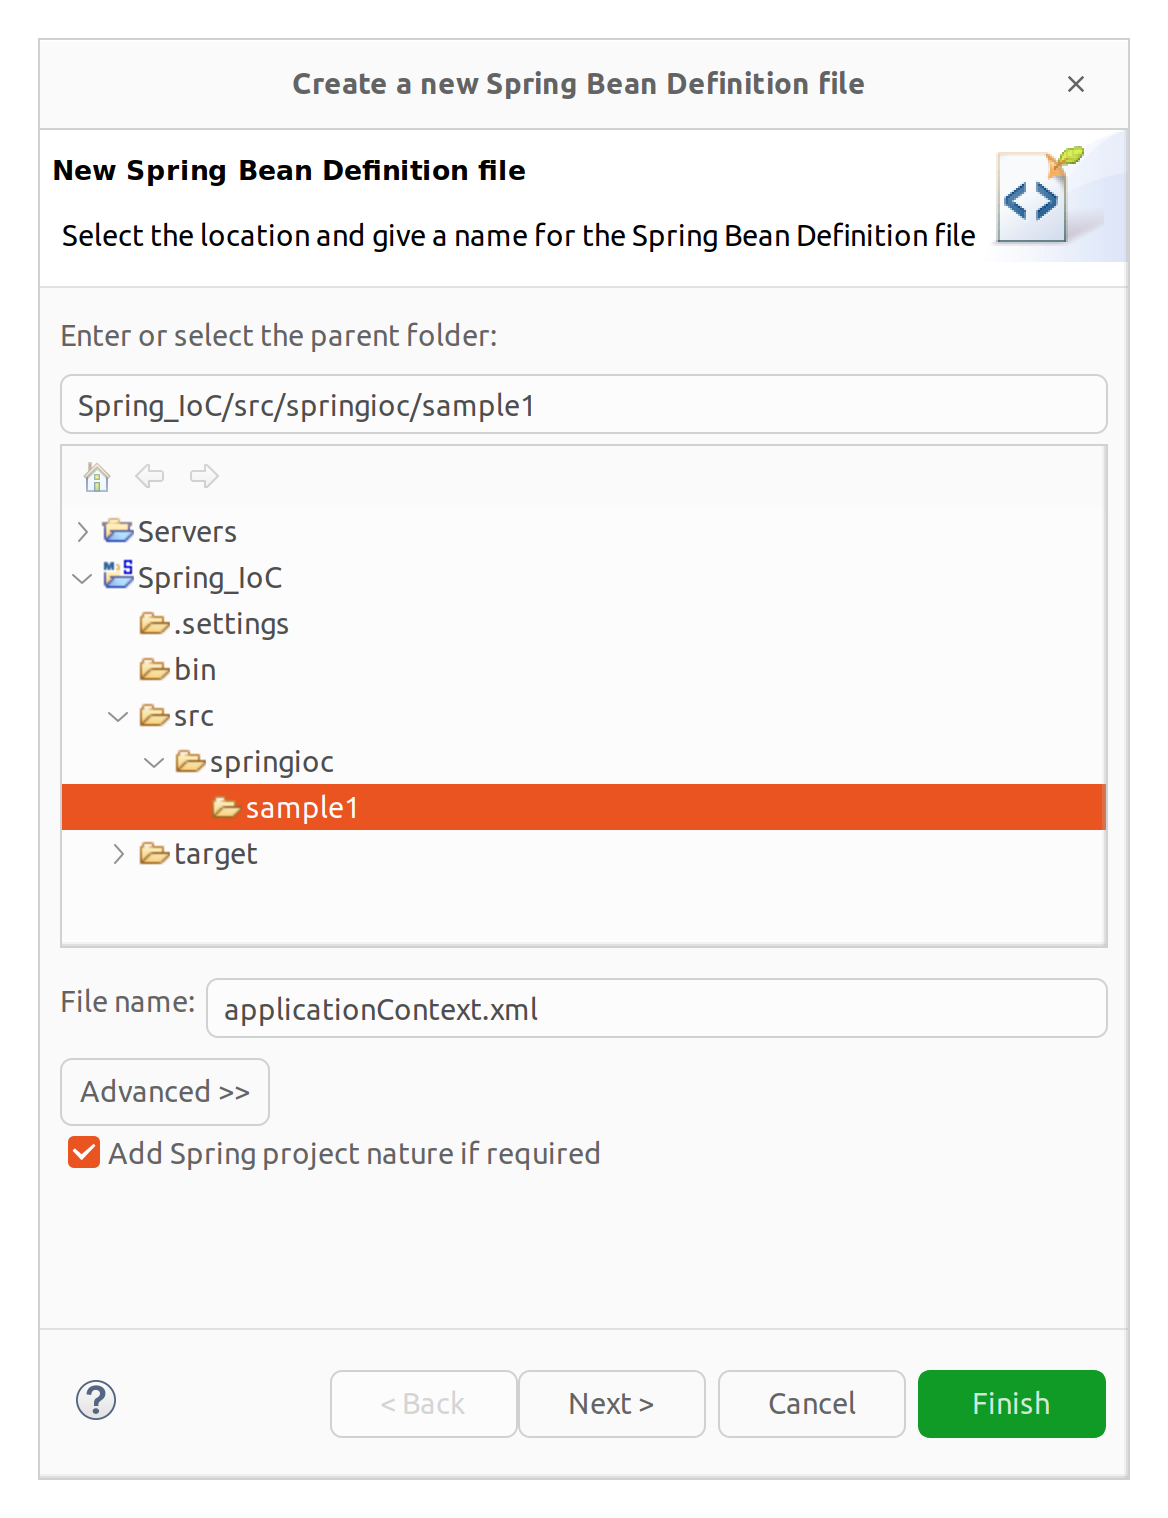 Create a new Spring Bean Definition file
New Spring Bean Definition file
Select the location and give a name for the Spring Bean Definition file
Enter or select the parent folder:
Spring_IoC/src/springioc/sample1
Servers
Spring_IoC
.settings
bin
src
springioc
sample1
target
File name: applicationContext.xml
Advanced >>
Add Spring project nature if required
? < Back Next > Cancel Finish